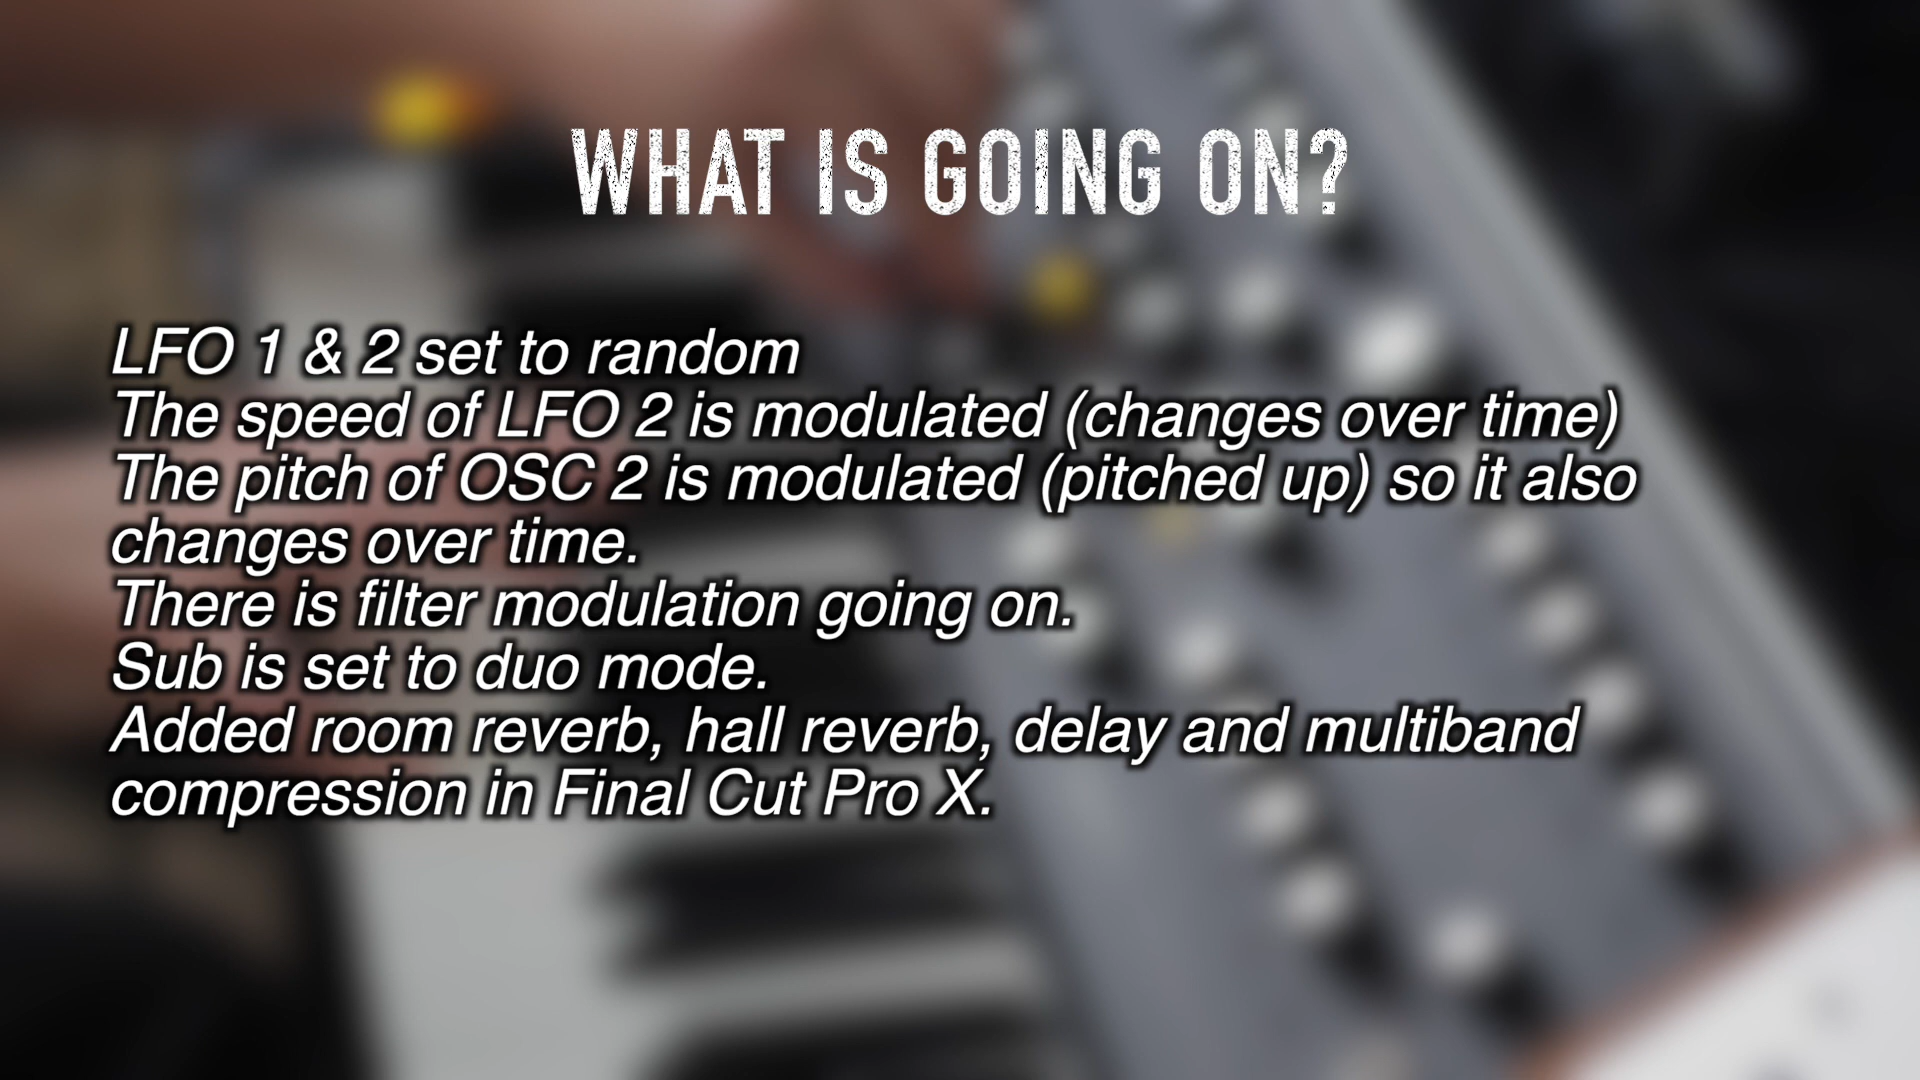 WHAT IS GOING ON?
LFO 1 & 2 set to random
The speed of LFO 2 is modulated (changes over time)
The pitch of OSC 2 is modulated (pitched up) so it also
changes over time.
There is filter modulation going on.
Sub is set to duo mode.
Added room reverb, hall reverb, delay and multiband
compression in Final Cut Pro X.